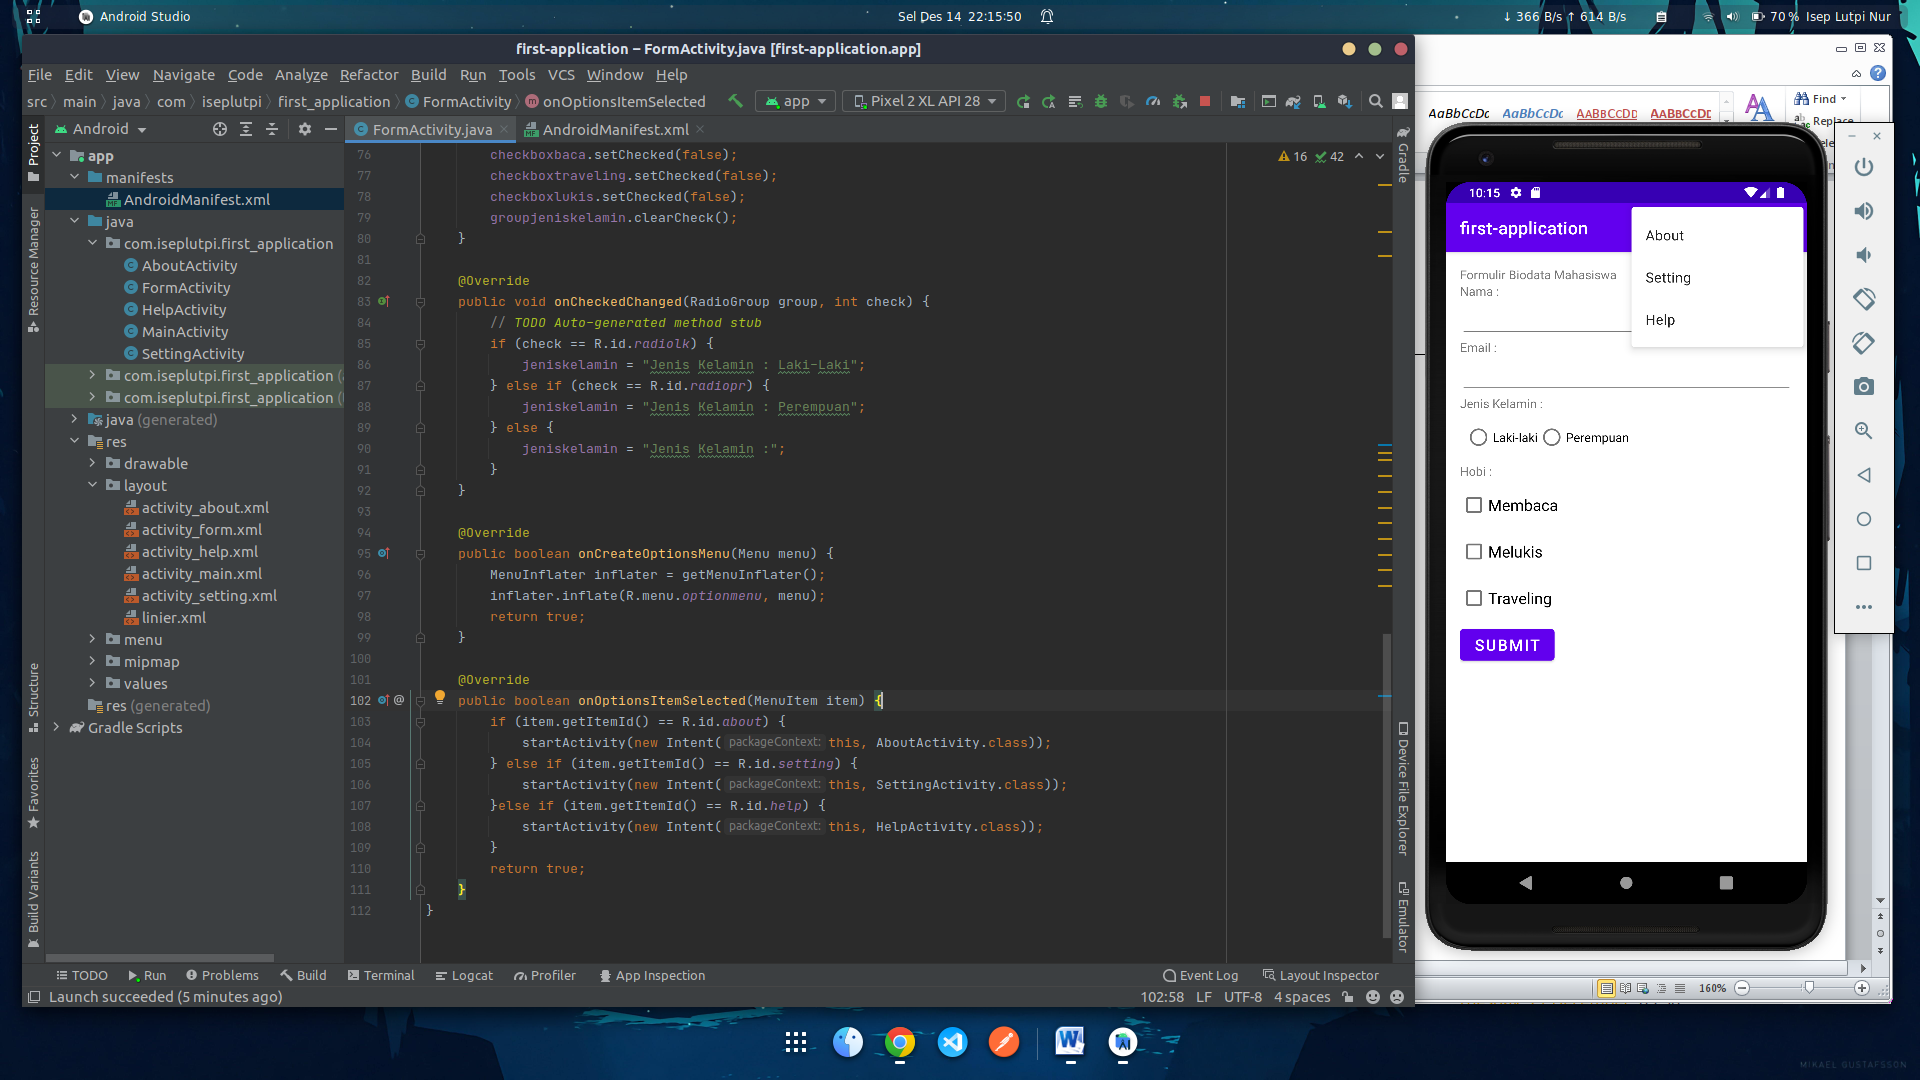 Android Studio
Sel Des 14 22:15:50
↓ 366 B/s ↑ 614 B/s
70 %
Isep Lutpi Nur
first-application – FormActivity.java [first-application.app]
File Edit View Navigate Code Analyze Refactor Build Run Tools VCS Window Help
src main java com iseplutpi first_application FormActivity onOptionsItemSelected
app
Pixel 2 XL API 28
Android
FormActivity.java
AndroidManifest.xml
Project
Resource Manager
Structure
Favorites
Build Variants
app
manifests
AndroidManifest.xml
java
com.iseplutpi.first_application
AboutActivity
FormActivity
HelpActivity
MainActivity
SettingActivity
com.iseplutpi.first_application
com.iseplutpi.first_application
java (generated)
res
drawable
layout
activity_about.xml
activity_form.xml
activity_help.xml
activity_main.xml
activity_setting.xml
linier.xml
menu
mipmap
values
res (generated)
Gradle Scripts
16 42
76 checkboxbaca.setChecked(false);
77 checkboxtraveling.setChecked(false);
78 checkboxlukis.setChecked(false);
79 groupjeniskelamin.clearCheck();
80 }
81
82 @Override
83 public void onCheckedChanged(RadioGroup group, int check) {
84 // TODO Auto-generated method stub
85 if (check == R.id.radiolk) {
86 jeniskelamin = "Jenis Kelamin : Laki-Laki";
87 } else if (check == R.id.radiopr) {
88 jeniskelamin = "Jenis Kelamin : Perempuan";
89 } else {
90 jeniskelamin = "Jenis Kelamin :";
91 }
92 }
93
94 @Override
95 public boolean onCreateOptionsMenu(Menu menu) {
96 MenuInflater inflater = getMenuInflater();
97 inflater.inflate(R.menu.optionmenu, menu);
98 return true;
99 }
100
101 @Override
102 @ public boolean onOptionsItemSelected(MenuItem item) {
103 if (item.getItemId() == R.id.about) {
104 startActivity(new Intent( packageContext: this, AboutActivity.class));
105 } else if (item.getItemId() == R.id.setting) {
106 startActivity(new Intent( packageContext: this, SettingActivity.class));
107 }else if (item.getItemId() == R.id.help) {
108 startActivity(new Intent( packageContext: this, HelpActivity.class));
109 }
110 return true;
111 }
112 }
Gradle
Device File Explorer
Emulator
TODO Run Problems Build Terminal Logcat Profiler App Inspection Event Log Layout Inspector
Launch succeeded (5 minutes ago)
102:58 LF UTF-8 4 spaces
AaBbCcDc AaBbCcDc AABBCCDD AABBCCDD
Find
Replace
10:15
first-application
About
Setting
Help
Formulir Biodata Mahasiswa
Nama :
Email :
Jenis Kelamin :
Laki-laki Perempuan
Hobi :
Membaca
Melukis
Traveling
SUBMIT
160%
MIKAEL GUSTAFSSON